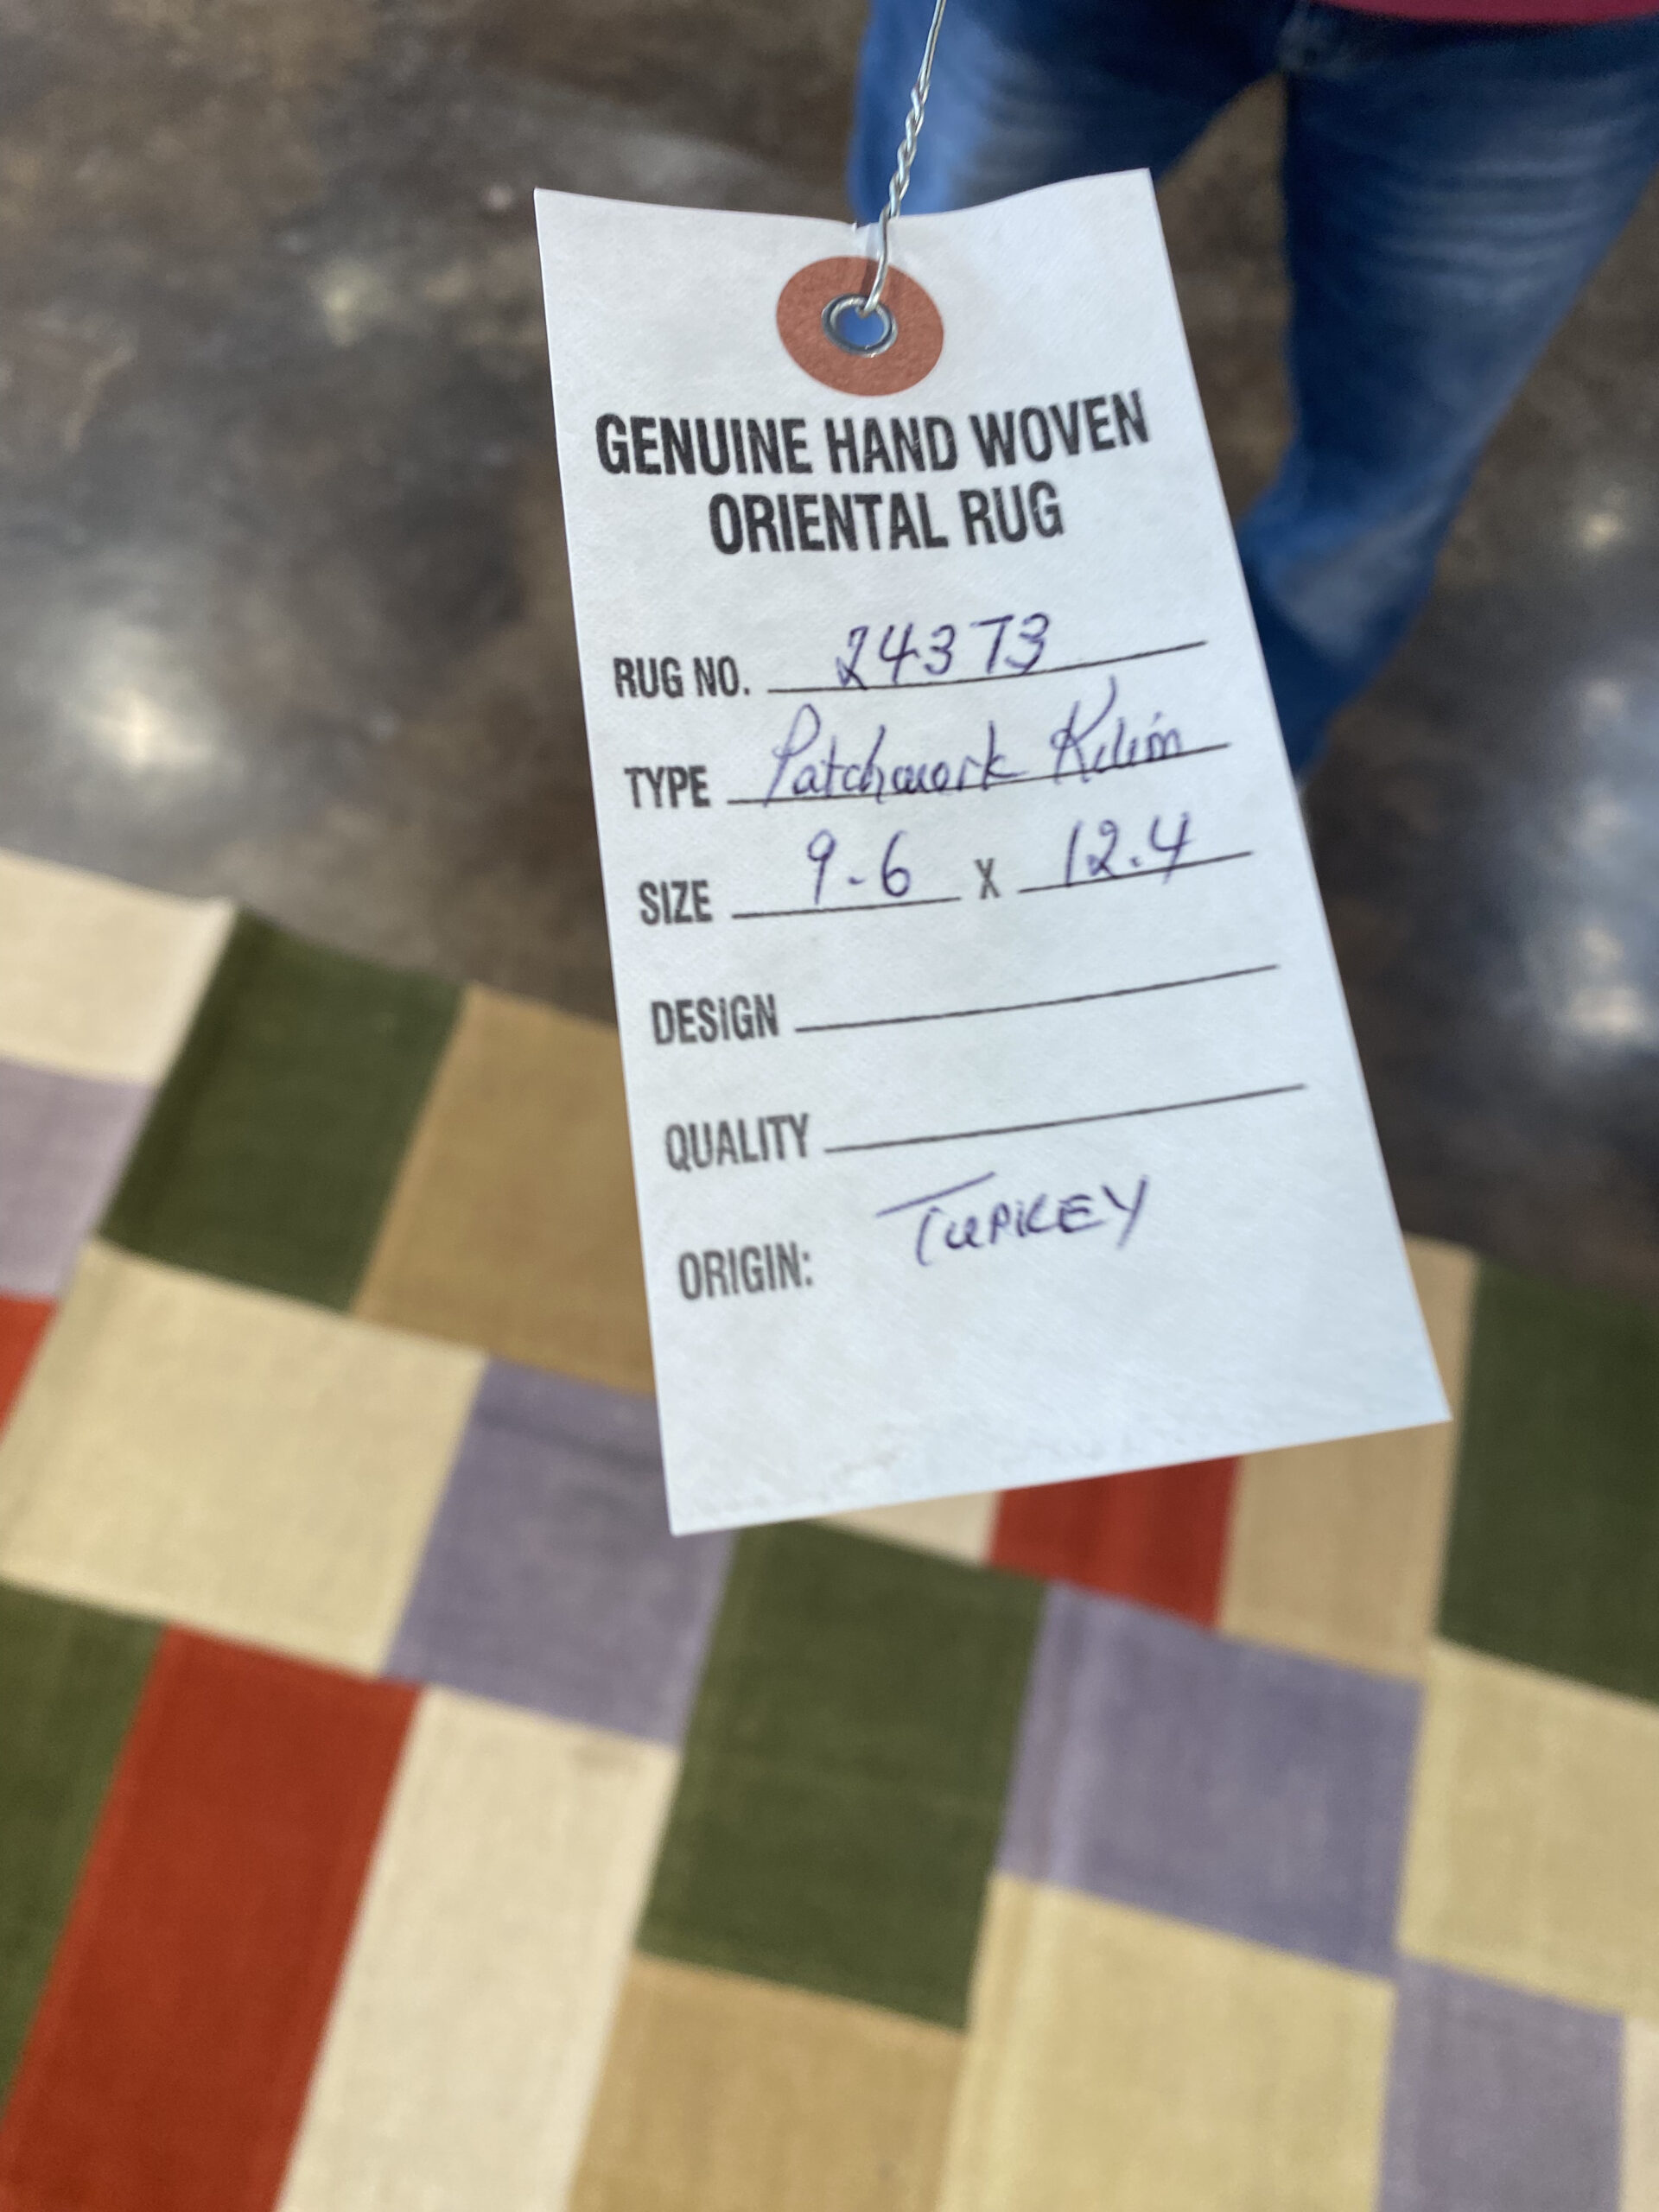 GENUINE HAND WOVEN
ORIENTAL RUG
RUG NO. 24373
TYPE Patchwork Kilim
SIZE 9.6 X 12.4
DESIGN
QUALITY
ORIGIN: TURKEY